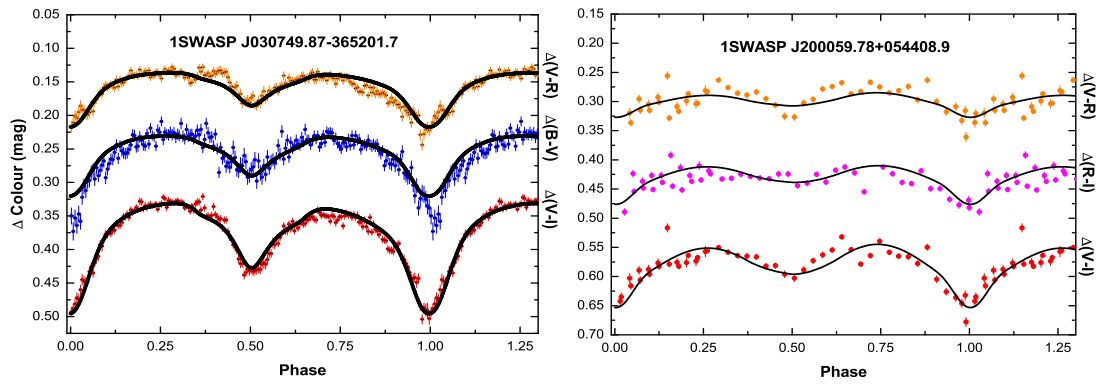 1SWASP J030749.87-365201.7
0.05
0.10
0.15
0.20
0.25
0.30
0.35
0.40
0.45
0.50
Δ Colour (mag)
Δ(V-R)
Δ(B-V)
Δ(V-I)
0.00 0.25 0.50 0.75 1.00 1.25
Phase
1SWASP J200059.78+054408.9
0.15
0.20
0.25
0.30
0.35
0.40
0.45
0.50
0.55
0.60
0.65
0.70
Δ(V-R)
Δ(R-I)
Δ(V-I)
0.00 0.25 0.50 0.75 1.00 1.25
Phase